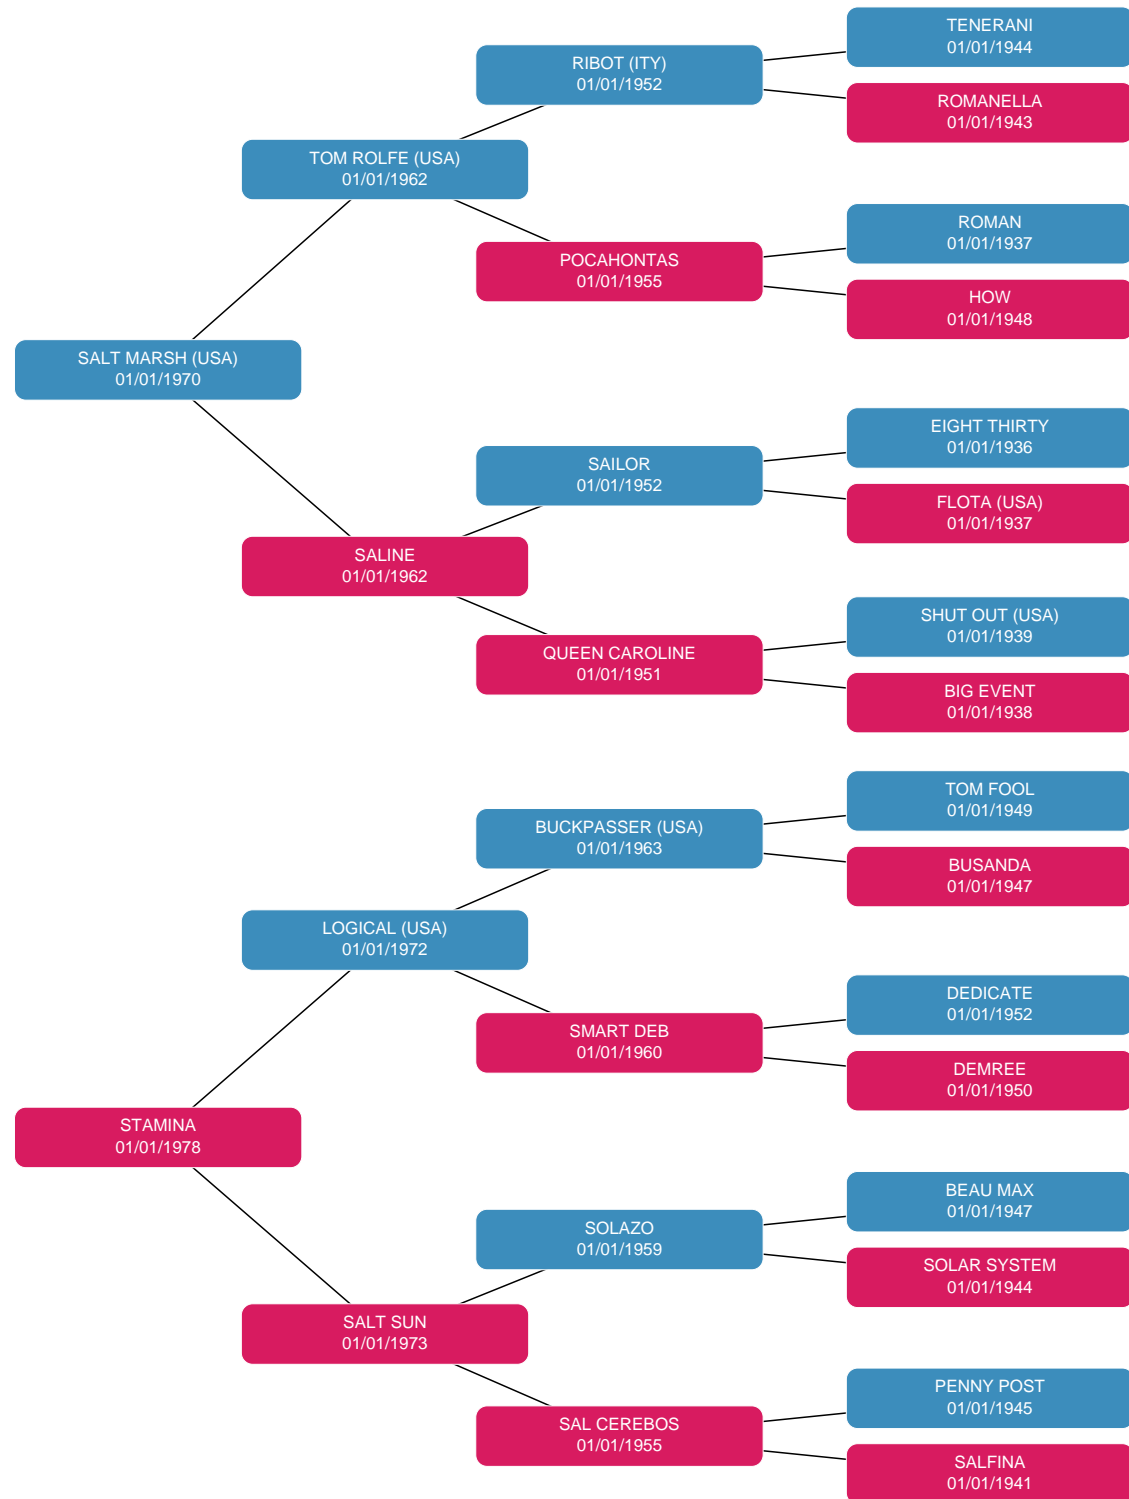 TENERANI
01/01/1944
RIBOT (ITY)
01/01/1952
ROMANELLA
01/01/1943
TOM ROLFE (USA)
01/01/1962
ROMAN
01/01/1937
POCAHONTAS
01/01/1955
HOW
01/01/1948
SALT MARSH (USA)
01/01/1970
EIGHT THIRTY
01/01/1936
SAILOR
01/01/1952
FLOTA (USA)
01/01/1937
SALINE
01/01/1962
SHUT OUT (USA)
01/01/1939
QUEEN CAROLINE
01/01/1951
BIG EVENT
01/01/1938
TOM FOOL
01/01/1949
BUCKPASSER (USA)
01/01/1963
BUSANDA
01/01/1947
LOGICAL (USA)
01/01/1972
DEDICATE
01/01/1952
SMART DEB
01/01/1960
DEMREE
01/01/1950
STAMINA
01/01/1978
BEAU MAX
01/01/1947
SOLAZO
01/01/1959
SOLAR SYSTEM
01/01/1944
SALT SUN
01/01/1973
PENNY POST
01/01/1945
SAL CEREBOS
01/01/1955
SALFINA
01/01/1941